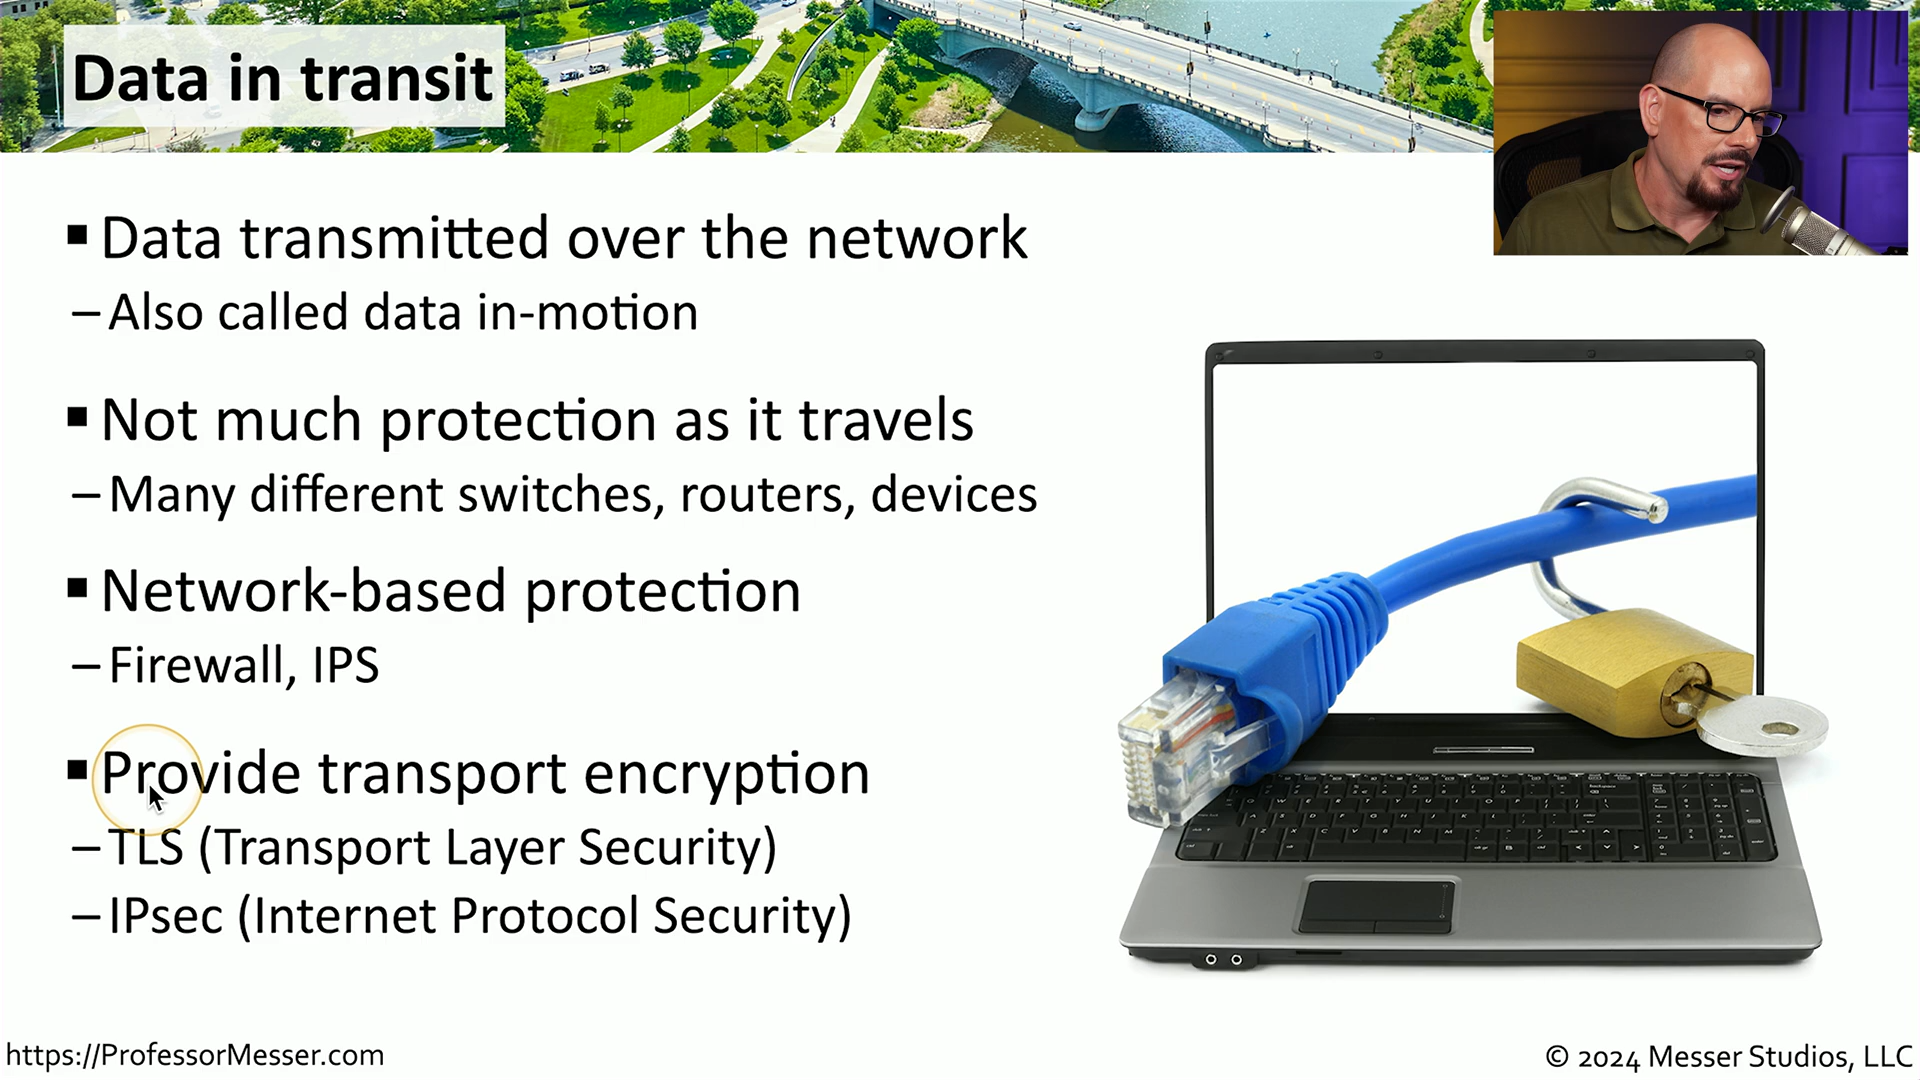 Data in transit
▪ Data transmitted over the network
– Also called data in-motion
▪ Not much protection as it travels
– Many different switches, routers, devices
▪ Network-based protection
– Firewall, IPS
▪ Provide transport encryption
– TLS (Transport Layer Security)
– IPsec (Internet Protocol Security)
https://ProfessorMesser.com
© 2024 Messer Studios, LLC